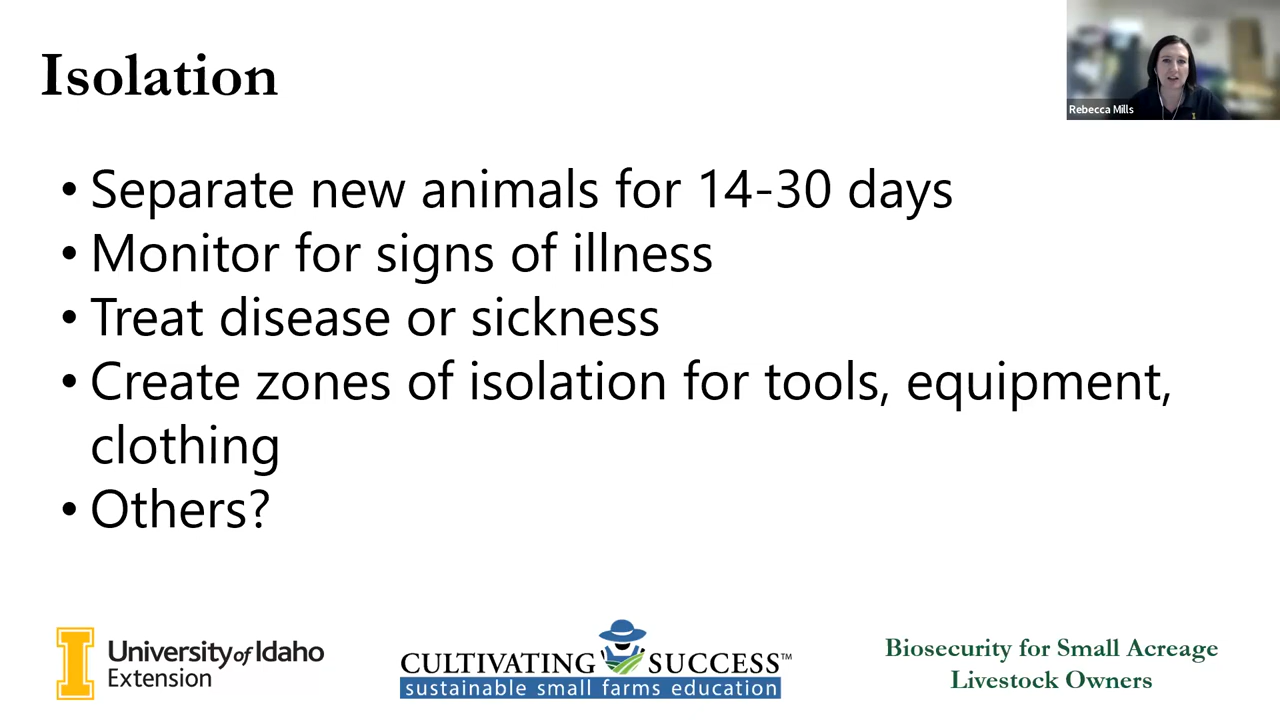 Isolation
Rebecca Mills
• Separate new animals for 14-30 days
• Monitor for signs of illness
• Treat disease or sickness
• Create zones of isolation for tools, equipment,
clothing
• Others?
I
University of Idaho
Extension
CULTIVATING SUCCESS™
sustainable small farms education
Biosecurity for Small Acreage
Livestock Owners